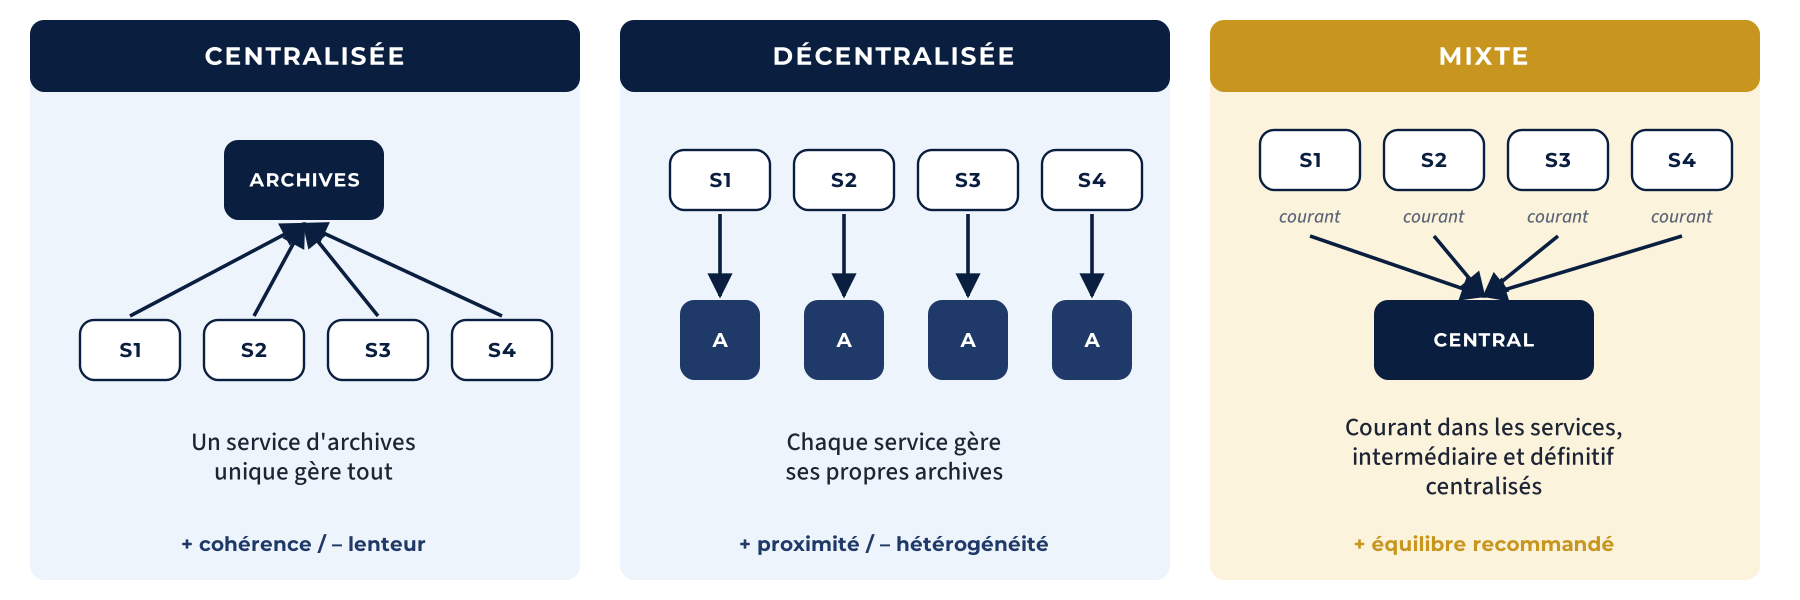 CENTRALISÉE
ARCHIVES
S1
S2
S3
S4
Un service d'archives
unique gère tout
+ cohérence / – lenteur
DÉCENTRALISÉE
S1
S2
S3
S4
A
A
A
A
Chaque service gère
ses propres archives
+ proximité / – hétérogénéité
MIXTE
S1
S2
S3
S4
courant
courant
courant
courant
CENTRAL
Courant dans les services,
intermédiaire et définitif
centralisés
+ équilibre recommandé